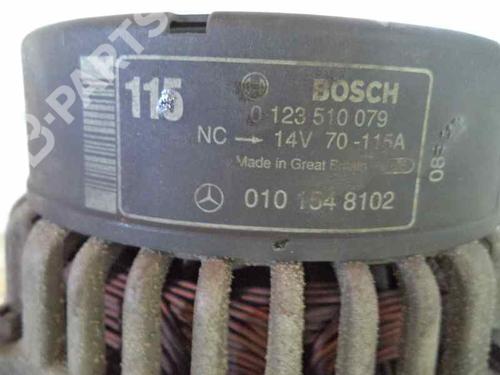 B-PARTS
115
BOSCH
0 123 510 079
NC → 14V 70-115A
Made in Great Britain
010 154 8102